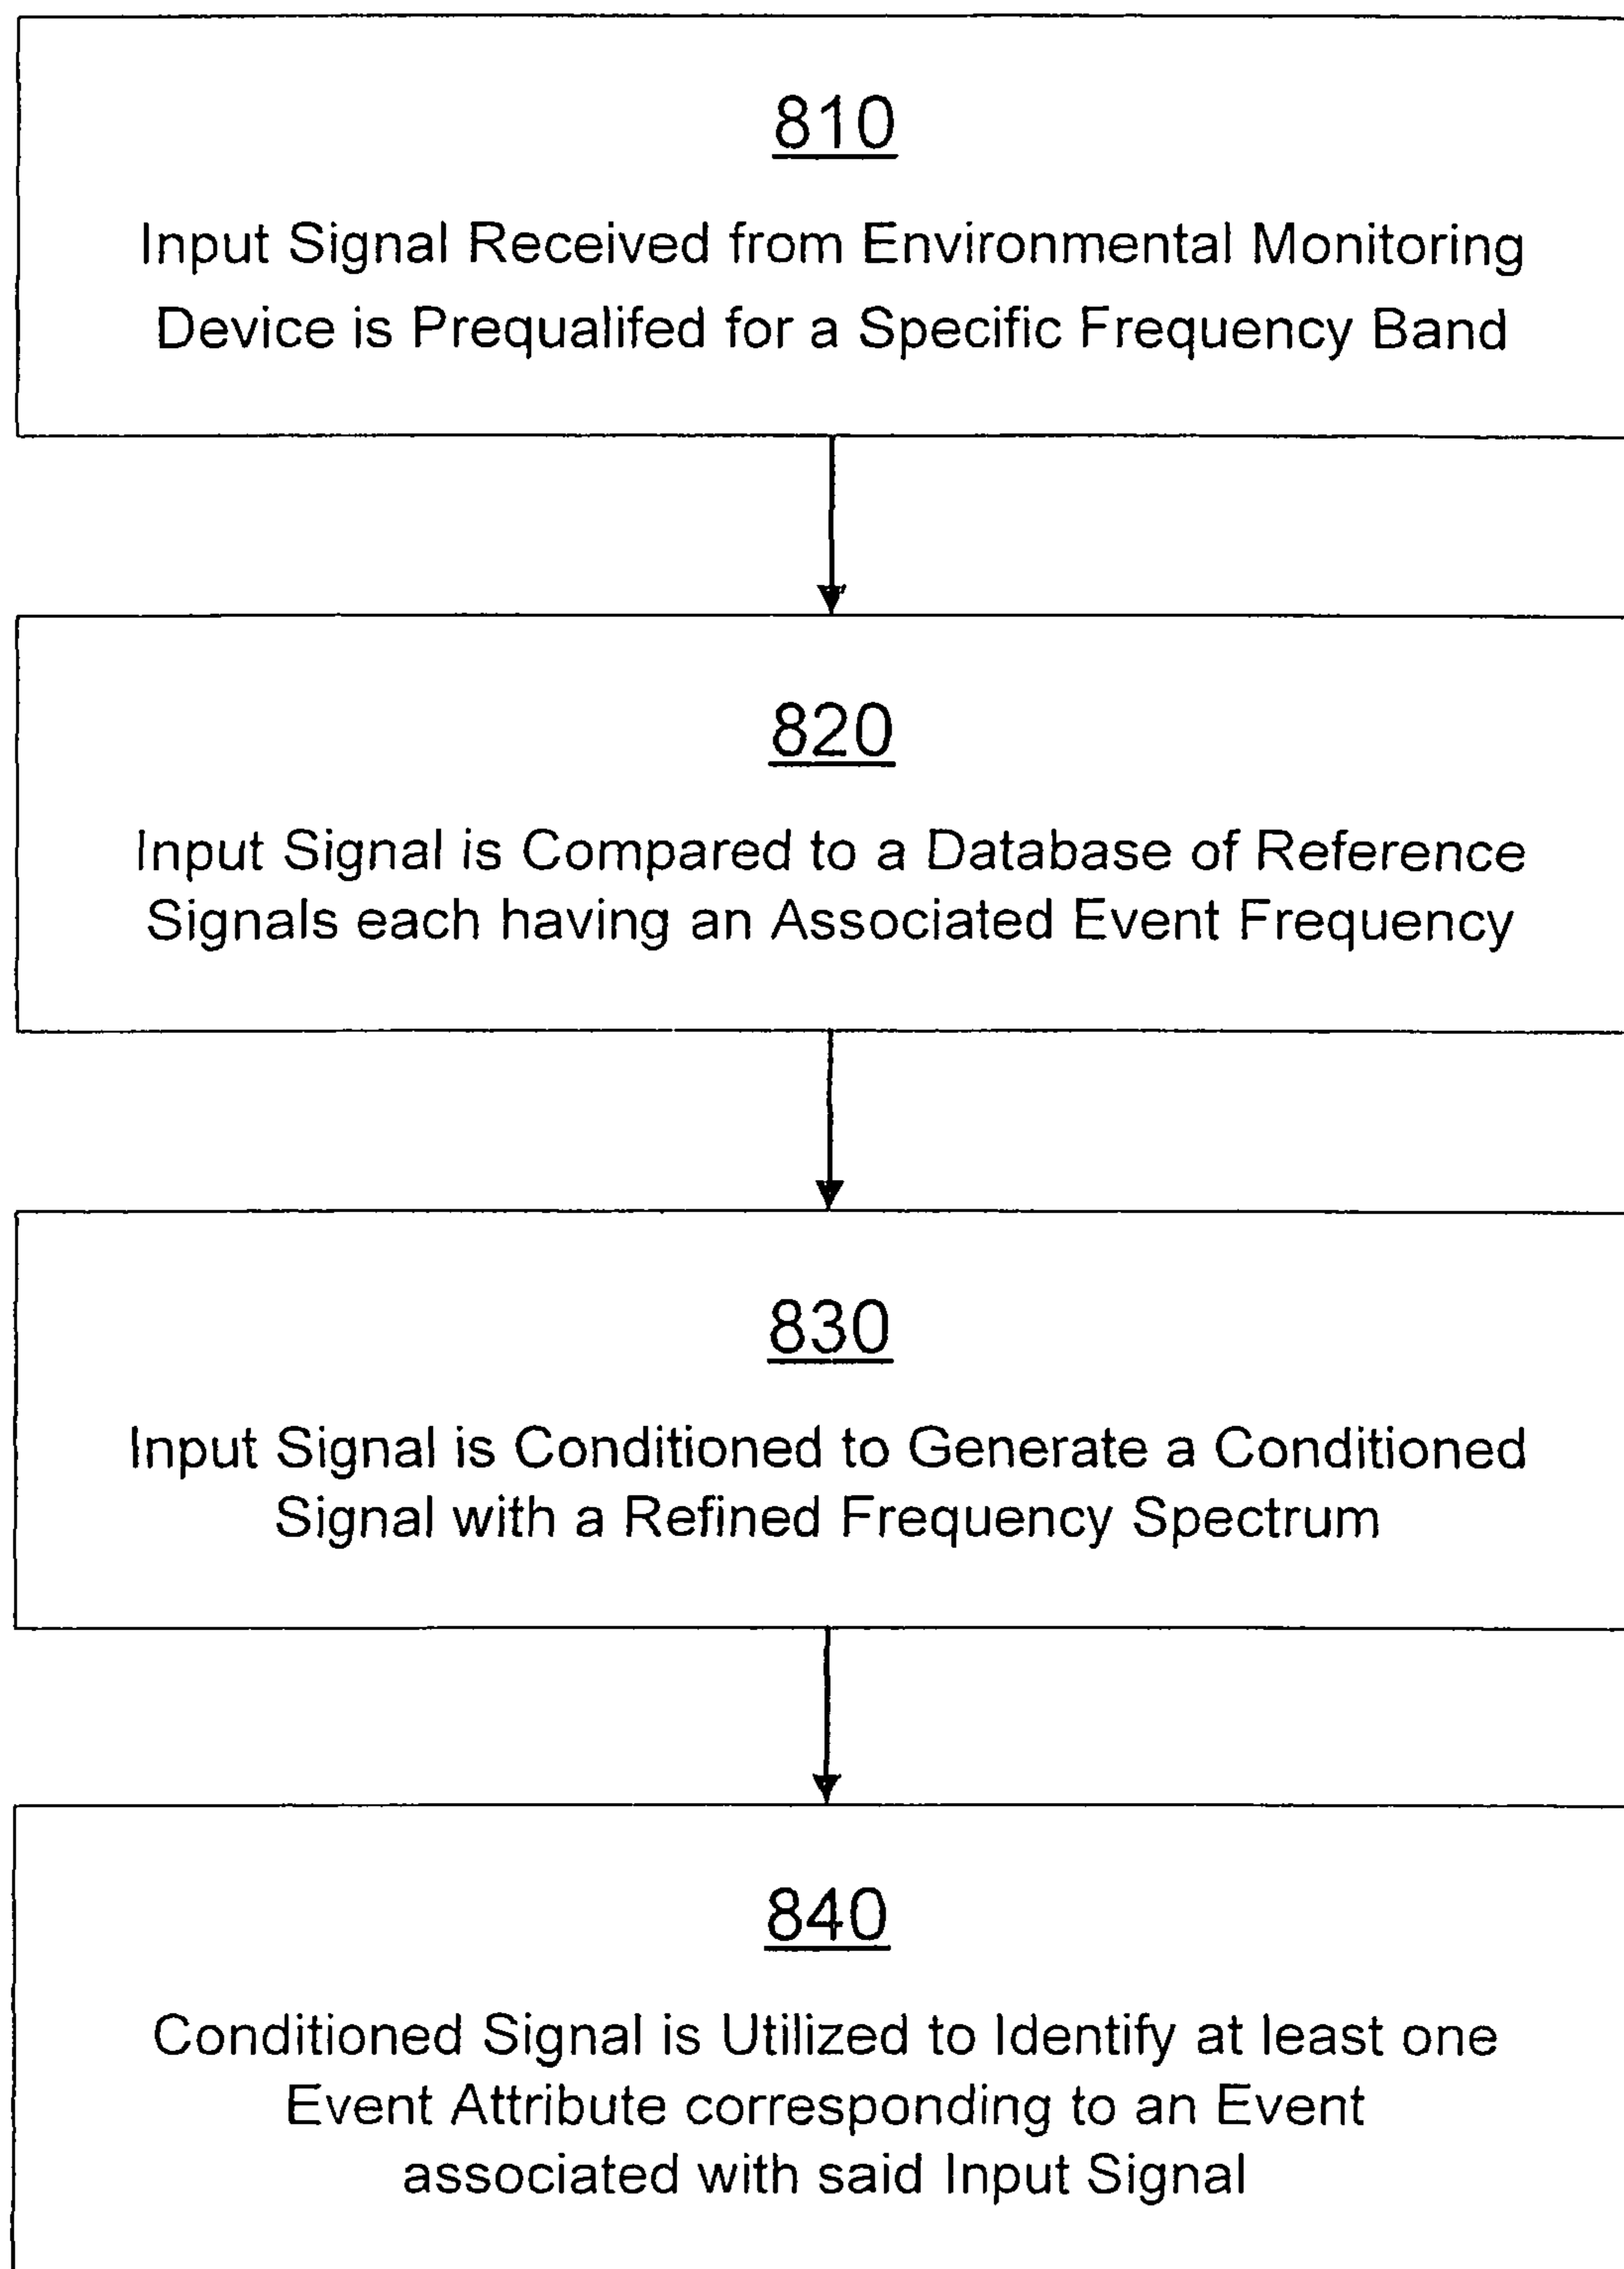 810
Input Signal Received from Environmental Monitoring
Device is Prequalifed for a Specific Frequency Band
820
Input Signal is Compared to a Database of Reference
Signals each having an Associated Event Frequency
830
Input Signal is Conditioned to Generate a Conditioned
Signal with a Refined Frequency Spectrum
840
Conditioned Signal is Utilized to Identify at least one
Event Attribute corresponding to an Event
associated with said Input Signal